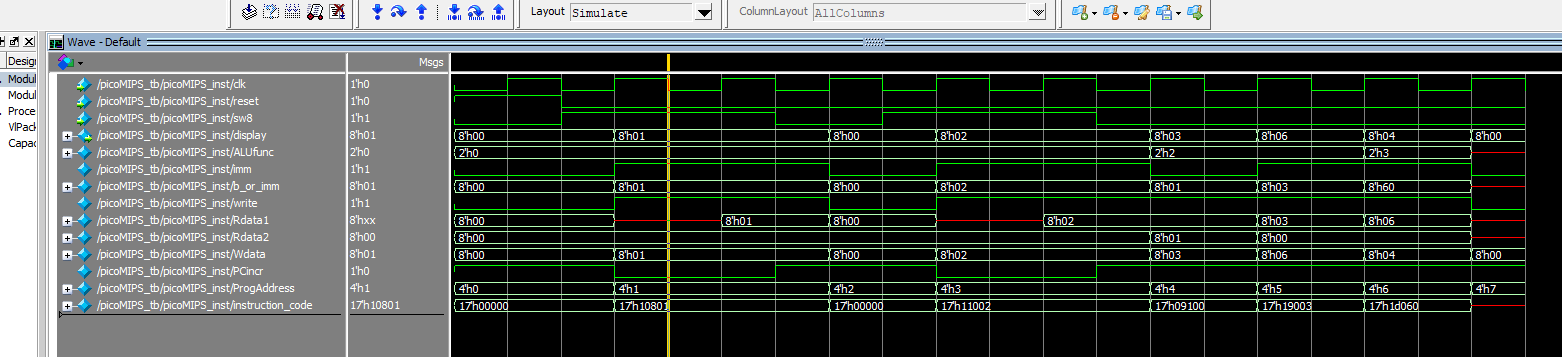 Layout Simulate ColumnLayout AllColumns
Wave - Default
Desigr
Msgs
Modul /picoMIPS_tb/picoMIPS_inst/clk 1'h0
Modul /picoMIPS_tb/picoMIPS_inst/reset 1'h0
Proce /picoMIPS_tb/picoMIPS_inst/sw8 1'h1
VlPack /picoMIPS_tb/picoMIPS_inst/display 8'h01 8'h00 8'h01 8'h00 8'h02 8'h03 8'h06 8'h04 8'h00
Capac /picoMIPS_tb/picoMIPS_inst/ALUfunc 2'h0 2'h0 2'h2 2'h3
/picoMIPS_tb/picoMIPS_inst/imm 1'h1
/picoMIPS_tb/picoMIPS_inst/b_or_imm 8'h01 8'h00 8'h01 8'h00 8'h02 8'h01 8'h03 8'h60
/picoMIPS_tb/picoMIPS_inst/write 1'h1
/picoMIPS_tb/picoMIPS_inst/Rdata1 8'hxx 8'h00 8'h01 8'h00 8'h02 8'h03 8'h06
/picoMIPS_tb/picoMIPS_inst/Rdata2 8'h00 8'h00 8'h01 8'h00
/picoMIPS_tb/picoMIPS_inst/Wdata 8'h01 8'h00 8'h01 8'h00 8'h02 8'h03 8'h06 8'h04 8'h00
/picoMIPS_tb/picoMIPS_inst/PCincr 1'h0
/picoMIPS_tb/picoMIPS_inst/ProgAddress 4'h1 4'h0 4'h1 4'h2 4'h3 4'h4 4'h5 4'h6 4'h7
/picoMIPS_tb/picoMIPS_inst/instruction_code 17'h10801 17'h00000 17'h10801 17'h00000 17'h11002 17'h09100 17'h19003 17'h1d060